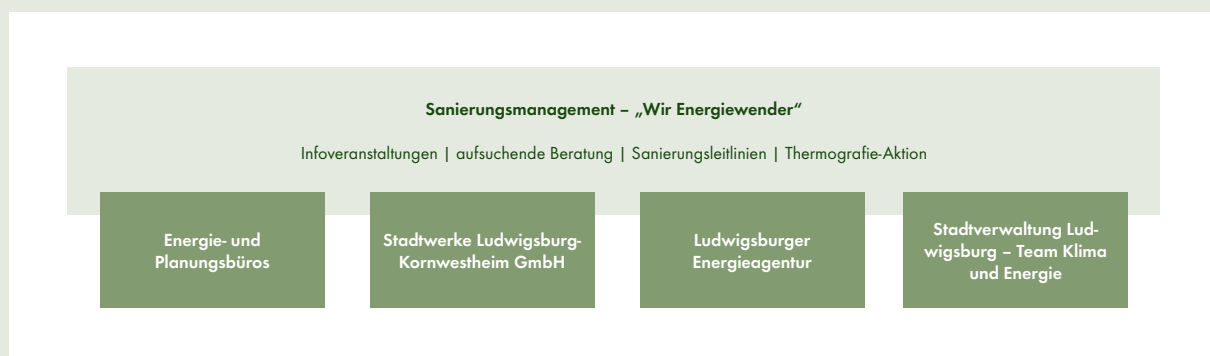 Sanierungsmanagement – „Wir Energiewender“
Infoveranstaltungen | aufsuchende Beratung | Sanierungsleitlinien | Thermografie-Aktion
Energie- und
Planungsbüros
Stadtwerke Ludwigsburg-
Kornwestheim GmbH
Ludwigsburger
Energieagentur
Stadtverwaltung Lud-
wigsburg – Team Klima
und Energie